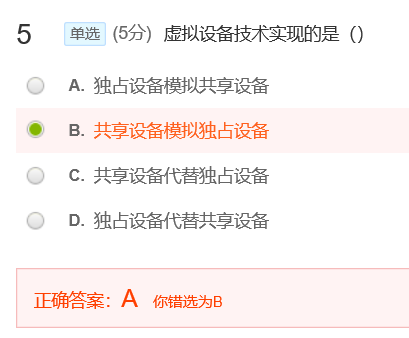 5 单选 (5分) 虚拟设备技术实现的是（）
A. 独占设备模拟共享设备
B. 共享设备模拟独占设备
C. 共享设备代替独占设备
D. 独占设备代替共享设备
正确答案：A 你错选为B